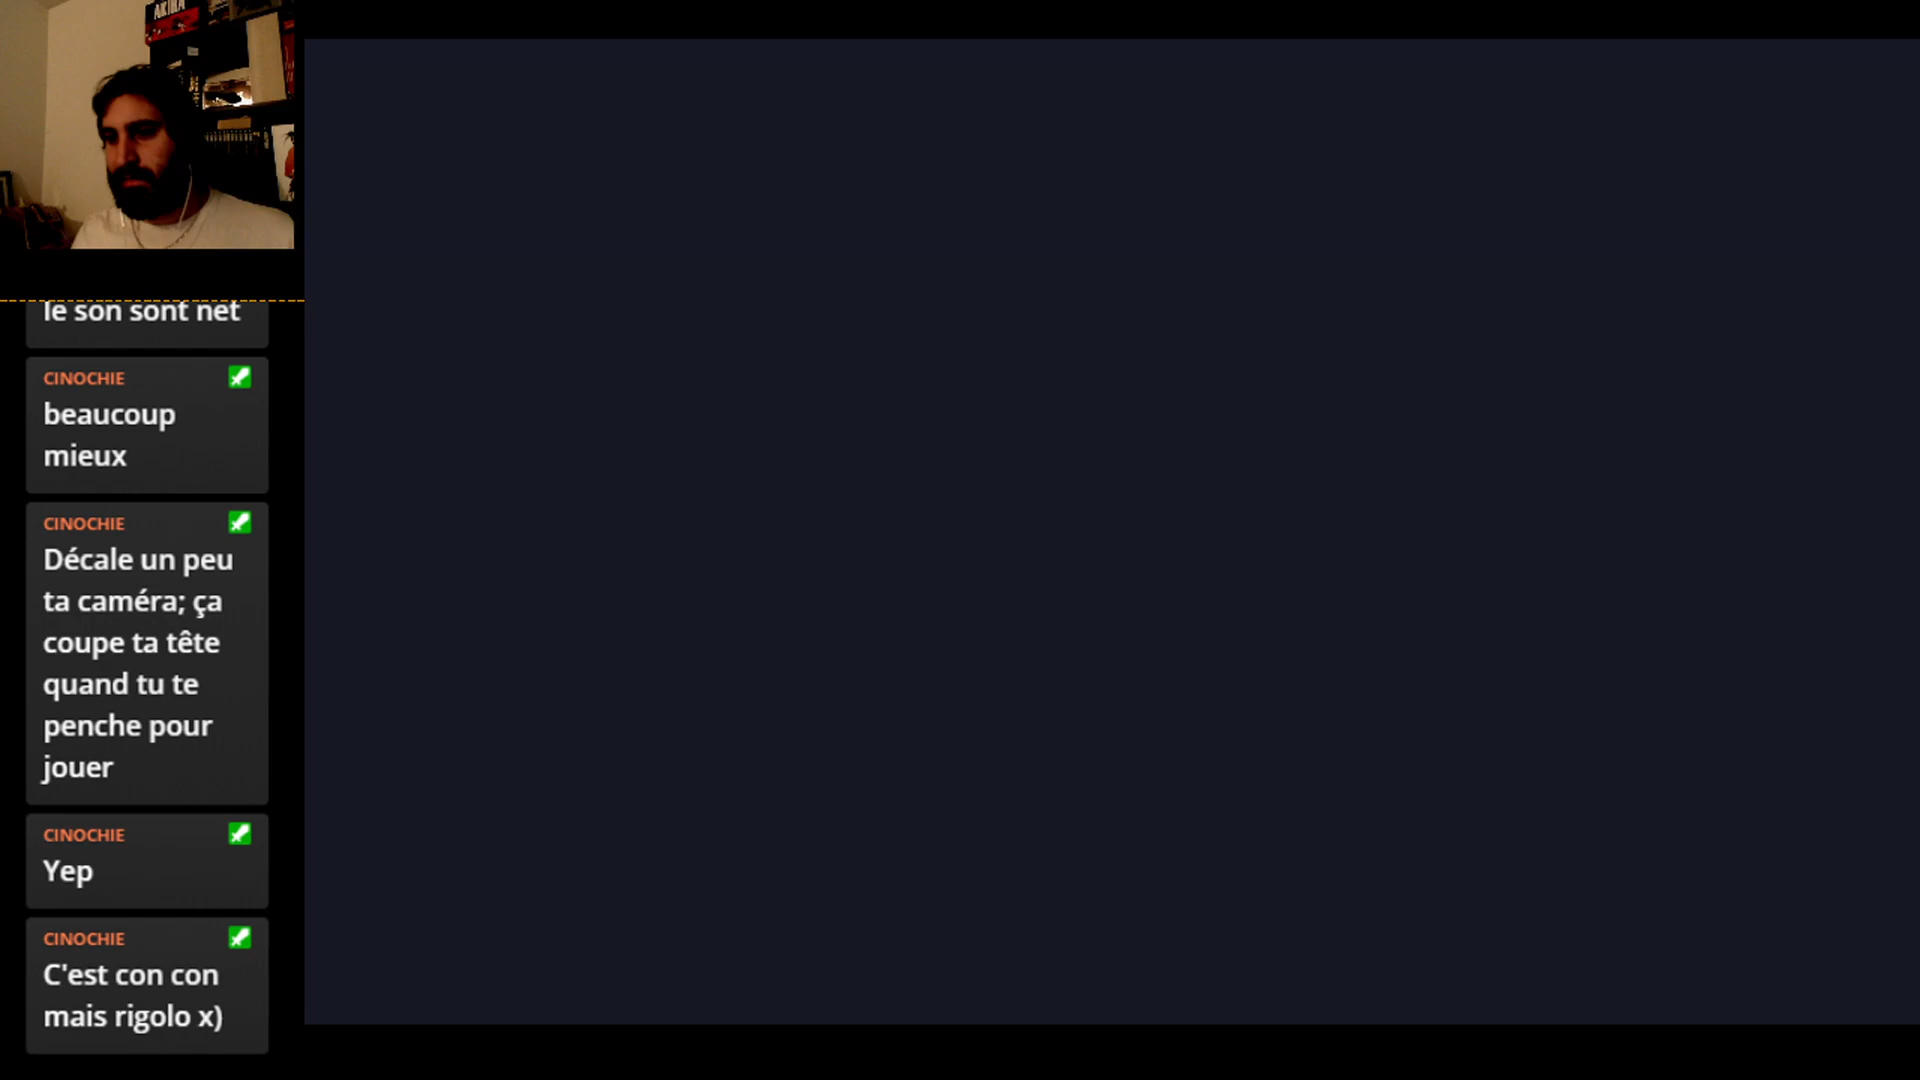 AKIRA
le son sont net
CINOCHIE
beaucoup
mieux
CINOCHIE
Décale un peu
ta caméra; ça
coupe ta tête
quand tu te
penche pour
jouer
CINOCHIE
Yep
CINOCHIE
C'est con con
mais rigolo x)